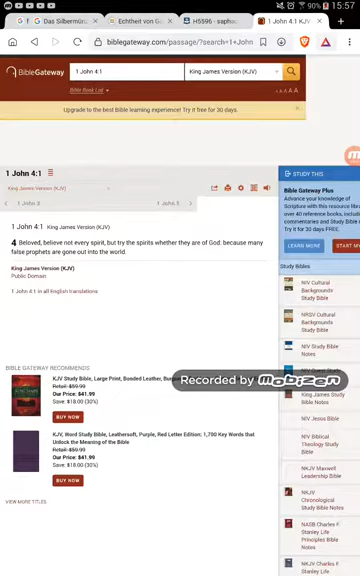 90% 15:57
Das Silbermünz
Echtheit von Go
H5596 - saphoo
1 John 4:1 KJV
biblegateway.com/passage/?search=1+John
BibleGateway
1 John 4:1
King James Version (KJV)
Bible Book List
A A A A
Upgrade to the best Bible learning experience! Try it free for 30 days.
1 John 4:1
King James Version (KJV)
1 John 3
1 John 5
1 John 4:1 King James Version (KJV)
4 Beloved, believe not every spirit, but try the spirits whether they are of God: because many
false prophets are gone out into the world.
King James Version (KJV)
Public Domain
1 John 4:1 in all English translations
BIBLE GATEWAY RECOMMENDS
KJV Study Bible, Large Print, Bonded Leather,
Retail: $59.99
Our Price: $41.99
Save: $18.00 (30%)
BUY NOW
KJV, Word Study Bible, Leathersoft, Purple, Red Letter Edition: 1,700 Key Words that
Unlock the Meaning of the Bible
Retail: $59.99
Our Price: $41.99
Save: $18.00 (30%)
BUY NOW
VIEW MORE TITLES
STUDY THIS
Bible Gateway Plus
Advance your knowledge of
Scripture with this resource libra
over 40 reference books, includi
commentaries and Study Bible
Try it for 30 days FREE.
LEARN MORE
START MY
Study Bibles
NIV Cultural
Backgrounds
Study Bible
NRSV Cultural
Backgrounds
Study Bible
NIV Study Bible
Notes
King James Study
Bible Notes
NIV Jesus Bible
NIV Biblical
Theology Study
Bible
NKJV Maxwell
Leadership Bible
NKJV
Chronological
Study Bible Notes
NASB Charles F.
Stanley Life
Principles Bible
Notes
NKJV Charles F.
Stanley Life
Recorded by Mobizen